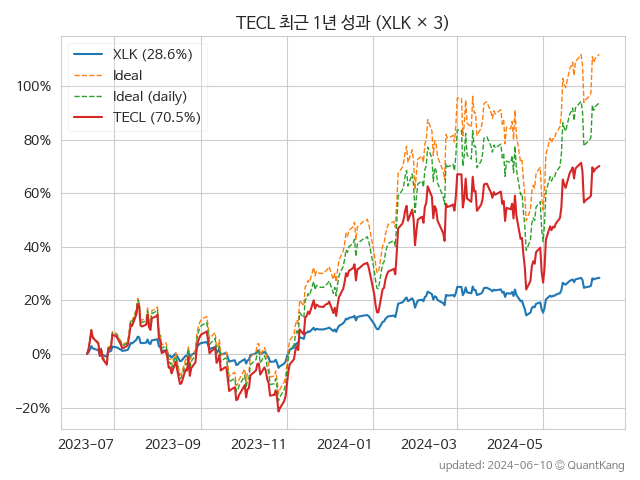 TECL 최근 1년 성과 (XLK × 3)
XLK (28.6%)
Ideal
Ideal (daily)
TECL (70.5%)
100%
80%
60%
40%
20%
0%
−20%
2023-07
2023-09
2023-11
2024-01
2024-03
2024-05
updated: 2024-06-10 ⓒ QuantKang